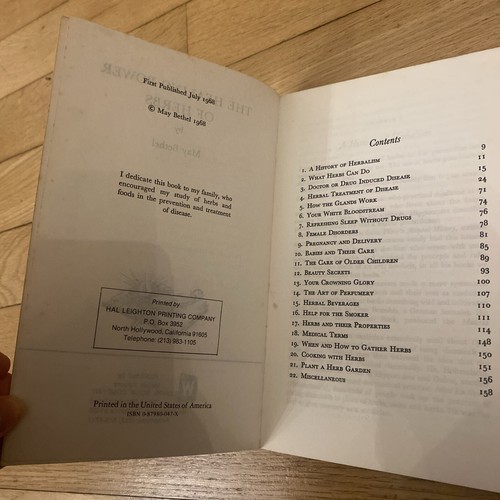 First Published July 1968
© May Bethel 1968
I dedicate this book to my family, who
encouraged my study of herbs and
foods in the prevention and treatment
of disease.
Printed by
HAL LEIGHTON PRINTING COMPANY
P.O. Box 3952
North Hollywood, California 91605
Telephone: (213) 983-1105
Printed in the United States of America
ISBN 0-87980-047-X
Contents
1. A History of Herbalism 9
2. What Herbs Can Do 11
3. Doctor or Drug Induced Disease 15
4. Herbal Treatment of Disease 24
5. How the Glands Work 71
6. Your White Bloodstream 74
7. Refreshing Sleep Without Drugs 76
8. Female Disorders 78
9. Pregnancy and Delivery 81
10. Babies and Their Care 85
11. The Care of Older Children 89
12. Beauty Secrets 93
13. Your Crowning Glory 100
14. The Art of Perfumery 107
15. Herbal Beverages 110
16. Help for the Smoker 111
17. Herbs and their Properties 114
18. Medical Terms 148
19. When and How to Gather Herbs 150
20. Cooking with Herbs 151
21. Plant a Herb Garden 156
22. Miscellaneous 158